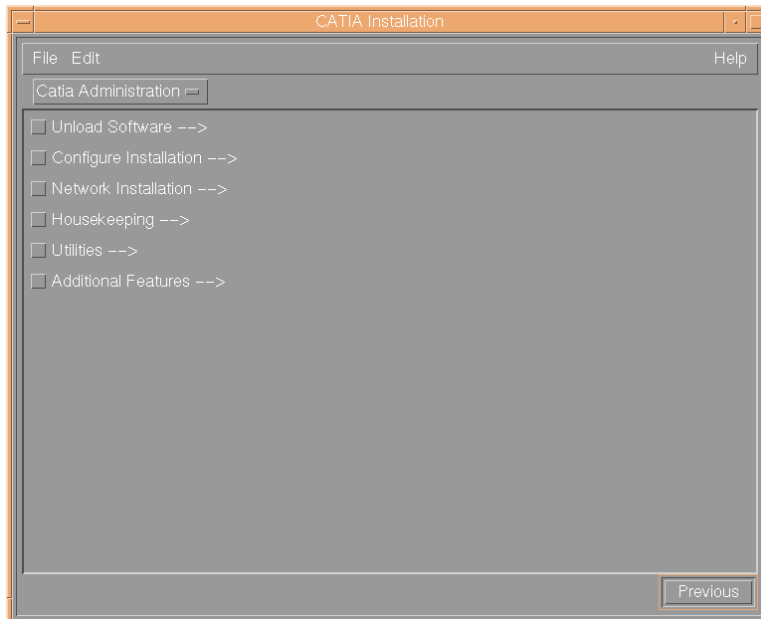 CATIA Installation
File Edit Help
Catia Administration
Unload Software -->
Configure Installation -->
Network Installation -->
Housekeeping -->
Utilities -->
Additional Features -->
Previous